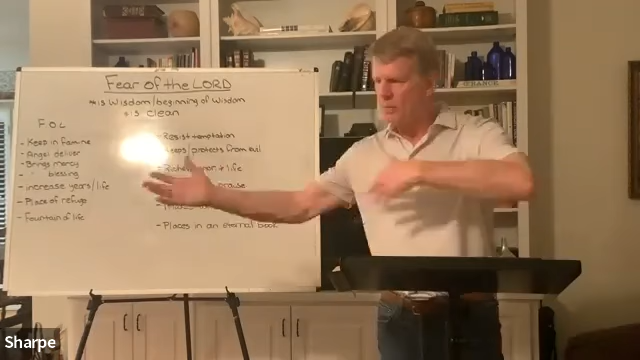 Fear of the LORD
is Wisdom/beginning of Wisdom
is clean
FOL
- Keep in famine
- Angel deliver
- Brings mercy
- " blessing
- increase years/life
- Place of refuge
- Fountain of life
- Resist temptation
/protects from evil
+ life
praise
- Places in an eternal book
ORANGE
Sharpe